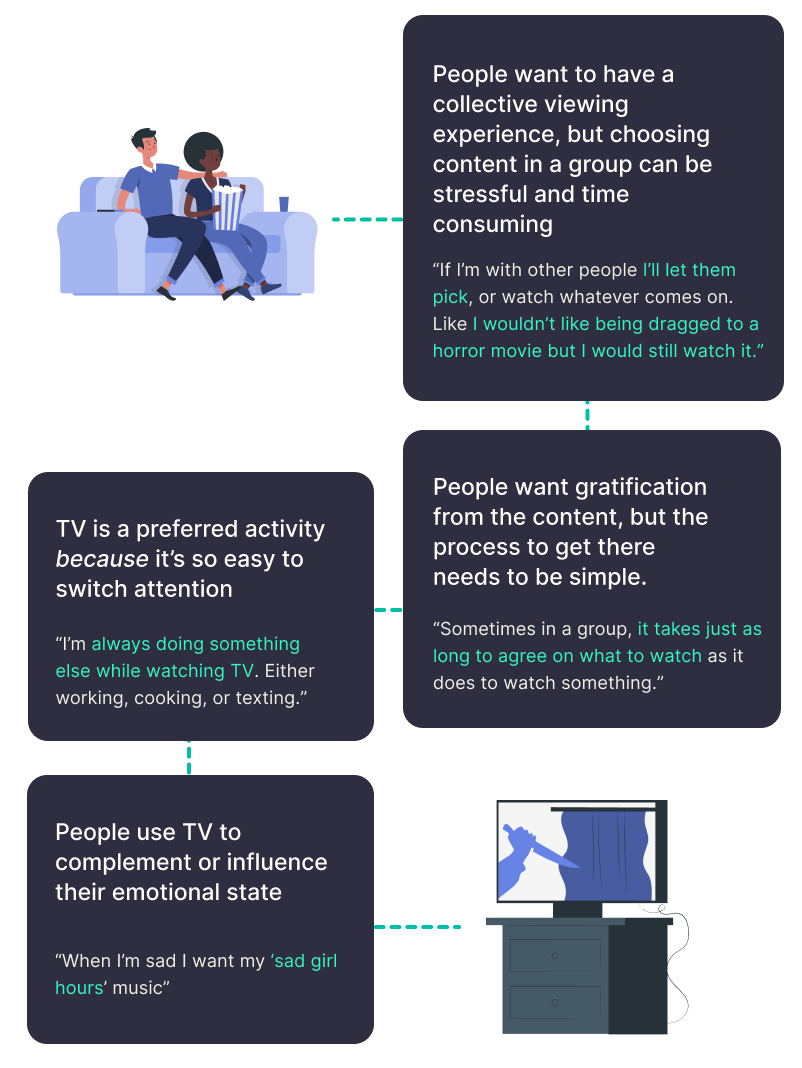 People want to have a
collective viewing
experience, but choosing
content in a group can be
stressful and time
consuming
“If I’m with other people I’ll let them
pick, or watch whatever comes on.
Like I wouldn’t like being dragged to a
horror movie but I would still watch it.”
People want gratification
from the content, but the
process to get there
needs to be simple.
“Sometimes in a group, it takes just as
long to agree on what to watch as it
does to watch something.”
TV is a preferred activity
because it’s so easy to
switch attention
“I’m always doing something
else while watching TV. Either
working, cooking, or texting.”
People use TV to
complement or influence
their emotional state
“When I’m sad I want my ‘sad girl
hours’ music”